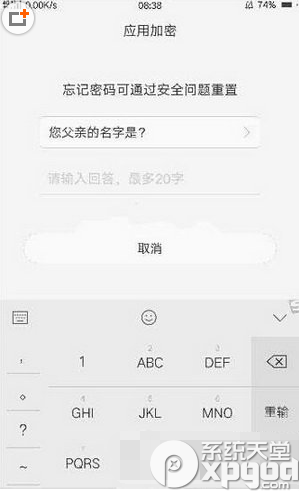 0.00K/s 08:38 74%
应用加密
忘记密码可通过安全问题重置
您父亲的名字是?
请输入回答、最多20字
取消
, 1 ABC DEF
。 GHI JKL MNO 重输
?
~ PQRS
系统天堂
xpgod
.com